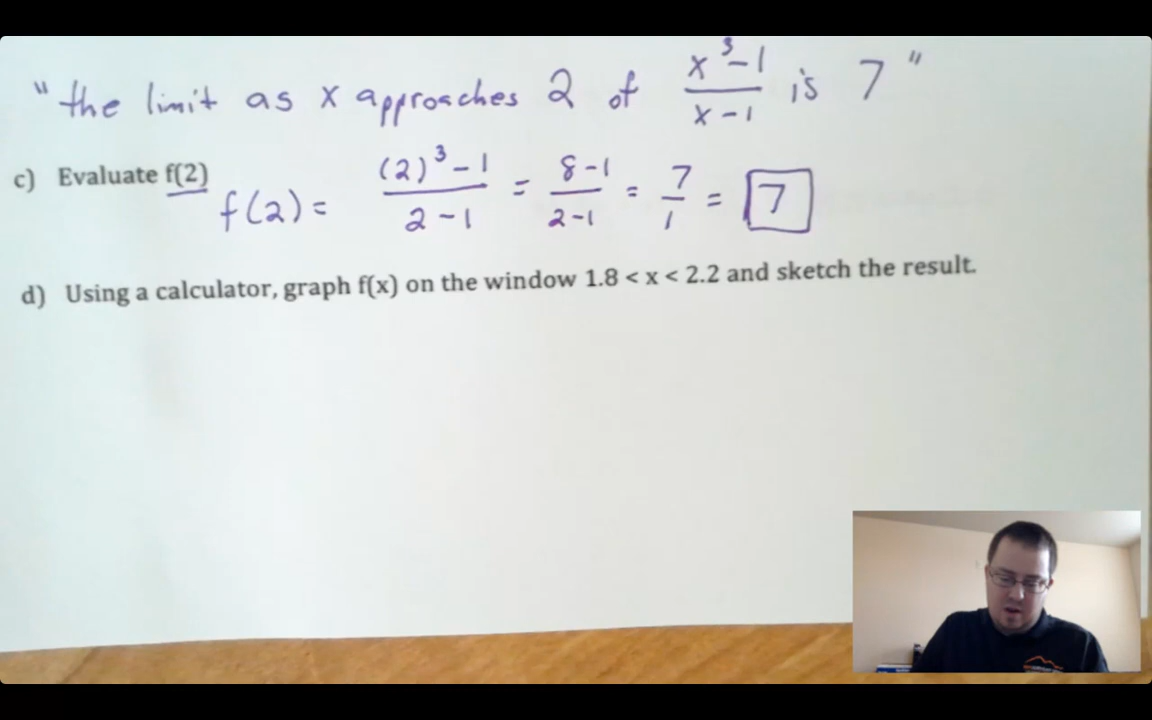 "the limit as x approaches 2 of x³-1 / x-1 is 7"
c) Evaluate f(2)
f(2) = (2)³-1 / 2-1 = 8-1 / 2-1 = 7/1 = 7
d) Using a calculator, graph f(x) on the window 1.8 < x < 2.2 and sketch the result.